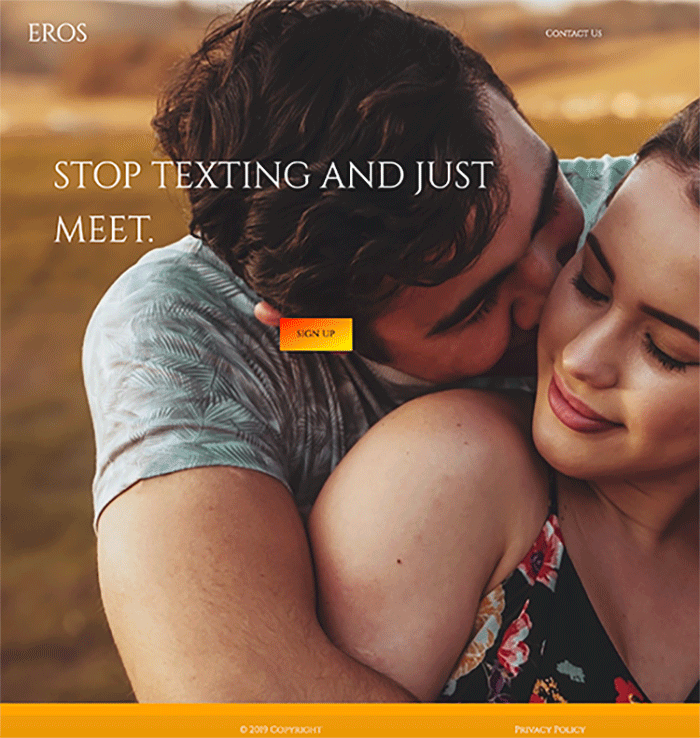 EROS
Contact Us
STOP TEXTING AND JUST
MEET.
SIGN UP
© 2019 Copyright
Privacy Policy